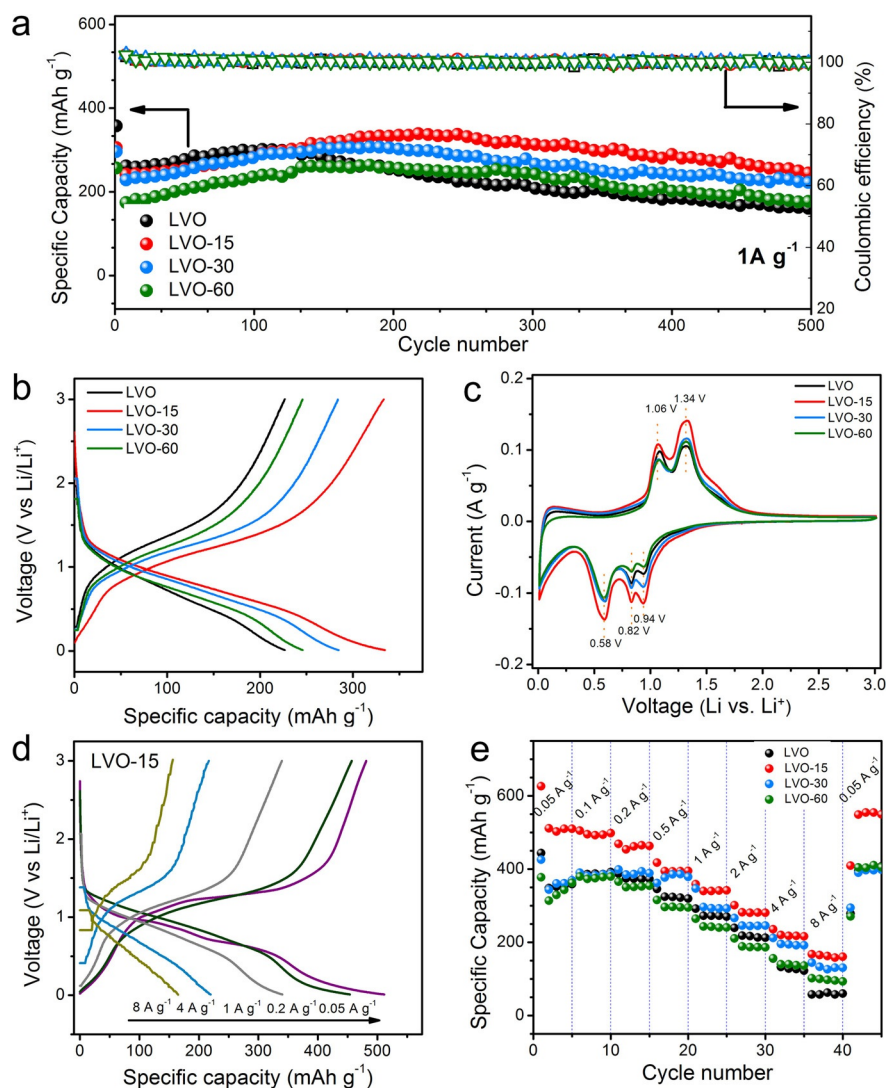 a
600
400
200
0
Specific Capacity (mAh g⁻¹)
100
80
60
40
20
Coulombic efficiency (%)
LVO
LVO-15
LVO-30
LVO-60
1A g⁻¹
0 100 200 300 400 500
Cycle number
b
LVO
LVO-15
LVO-30
LVO-60
3
2
1
0
Voltage (V vs Li/Li⁺)
0 100 200 300
Specific capacity (mAh g⁻¹)
c
0.2
0.1
0.0
-0.1
-0.2
Current (A g⁻¹)
1.06 V
1.34 V
LVO
LVO-15
LVO-30
LVO-60
0.94 V
0.82 V
0.58 V
0.0 0.5 1.0 1.5 2.0 2.5 3.0
Voltage (Li vs. Li⁺)
d
LVO-15
3
2
1
0
Voltage (V vs Li/Li⁺)
8 A g⁻¹ 4 A g⁻¹ 1 A g⁻¹ 0.2 A g⁻¹ 0.05 A g⁻¹
0 100 200 300 400 500
Specific capacity (mAh g⁻¹)
e
800
600
400
200
0
Specific Capacity (mAh g⁻¹)
0.05 A g⁻¹
0.1 A g⁻¹
0.2 A g⁻¹
0.5 A g⁻¹
1 A g⁻¹
2 A g⁻¹
4 A g⁻¹
8 A g⁻¹
0.05 A g⁻¹
LVO
LVO-15
LVO-30
LVO-60
0 10 20 30 40
Cycle number